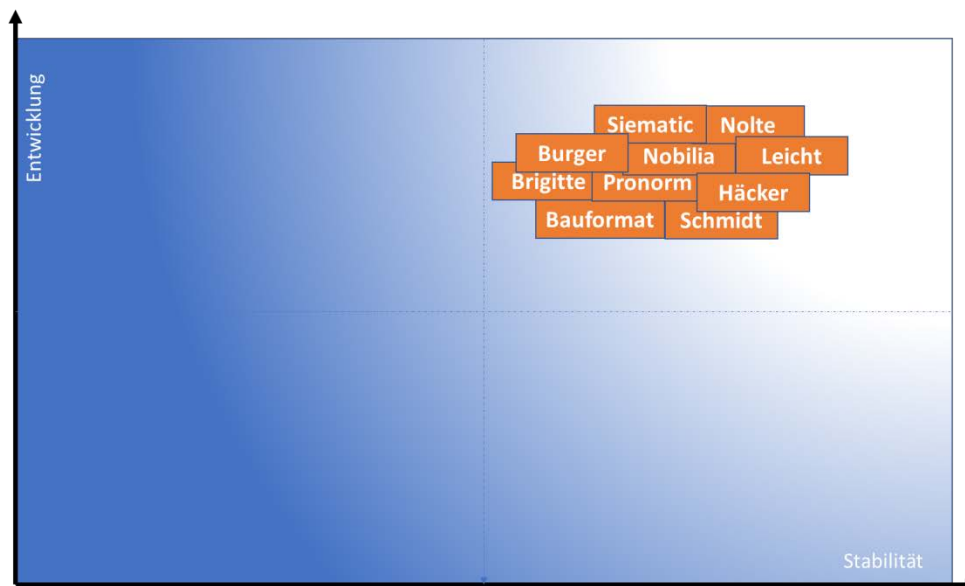 Entwicklung
Siematic
Nolte
Burger
Nobilia
Leicht
Brigitte
Pronorm
Häcker
Bauformat
Schmidt
Stabilität